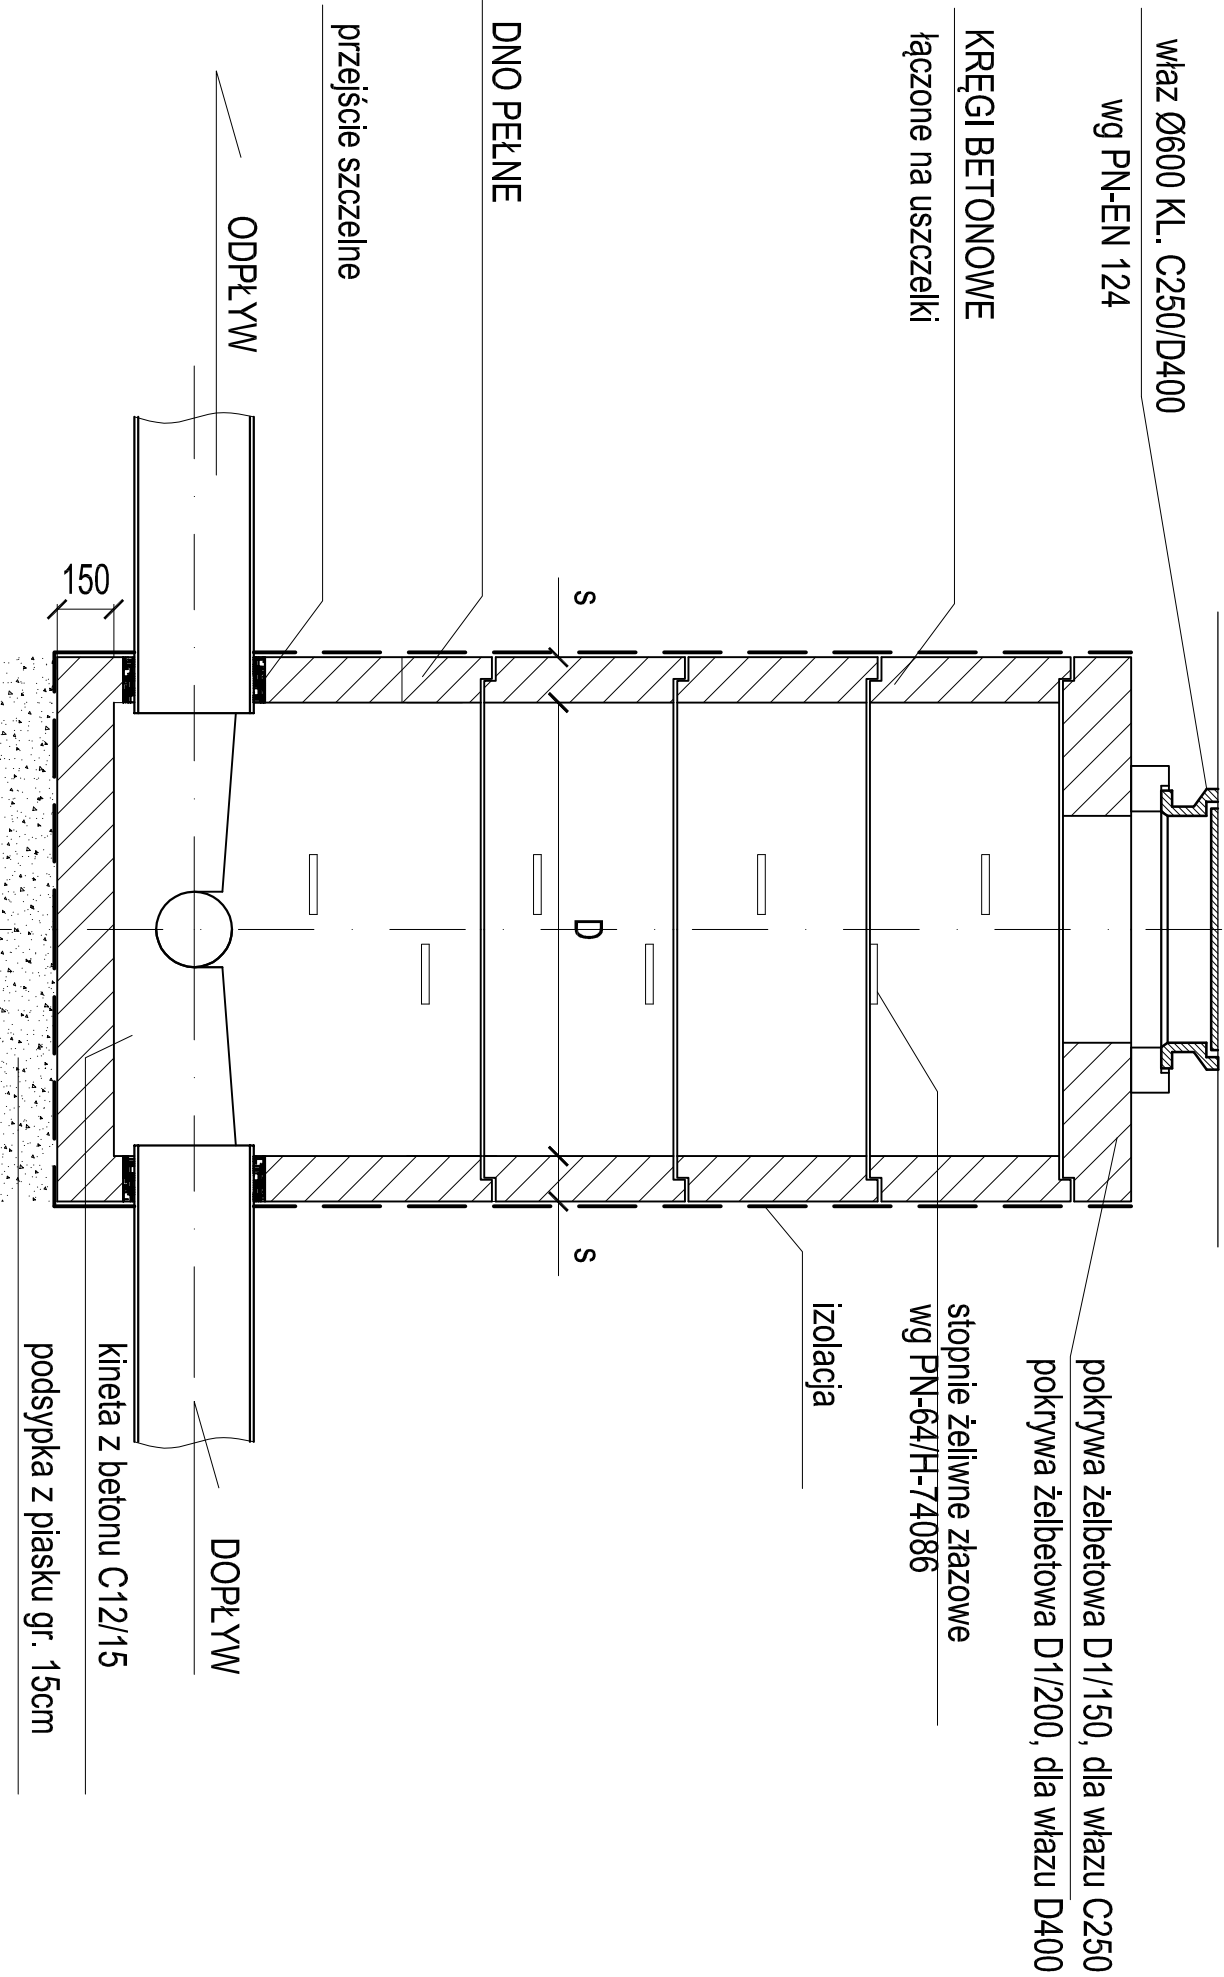 właz Ø600 KL. C250/D400
wg PN-EN 124
KRĘGI BETONOWE
łączone na uszczelki
DNO PEŁNE
przejście szczelne
ODPŁYW
150
s
D
s
pokrywa żelbetowa D1/150, dla włazu C250
pokrywa żelbetowa D1/200, dla włazu D400
stopnie żeliwne złazowe
wg PN-64/H-74086
izolacja
DOPŁYW
kineta z betonu C12/15
podsypka z piasku gr. 15cm